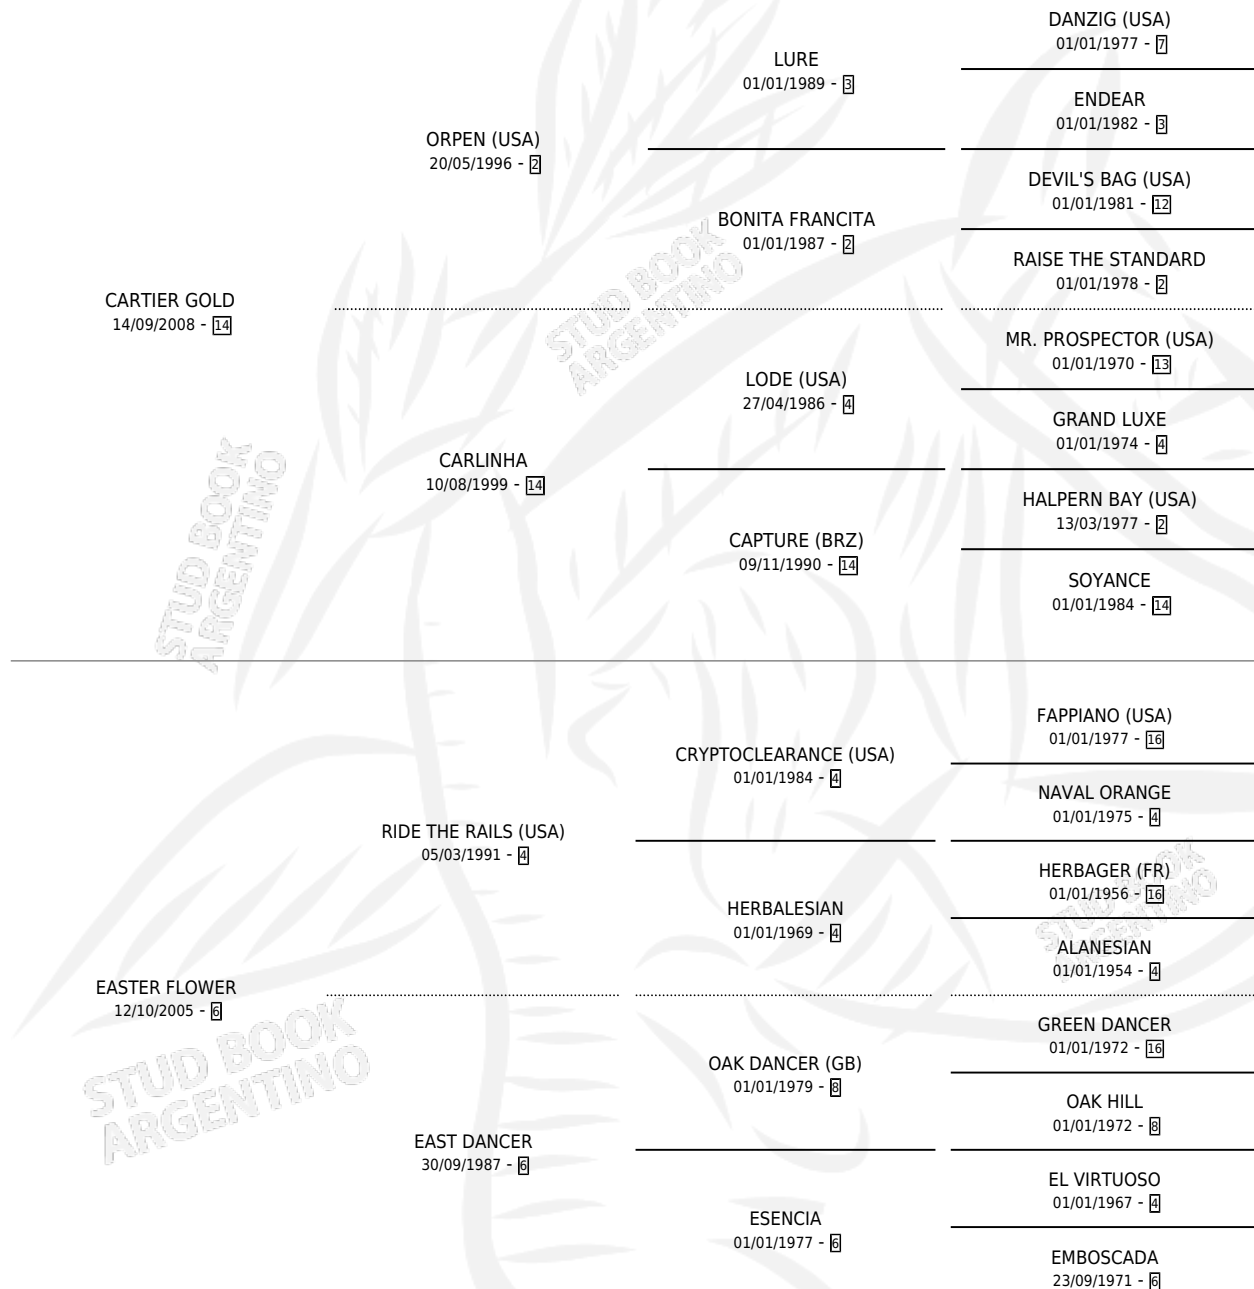 DANZIG (USA)
01/01/1977 - 7
LURE
01/01/1989 - 3
ENDEAR
01/01/1982 - 3
ORPEN (USA)
20/05/1996 - 2
DEVIL'S BAG (USA)
01/01/1981 - 12
BONITA FRANCITA
01/01/1987 - 2
RAISE THE STANDARD
01/01/1978 - 2
CARTIER GOLD
14/09/2008 - 14
MR. PROSPECTOR (USA)
01/01/1970 - 13
LODE (USA)
27/04/1986 - 4
GRAND LUXE
01/01/1974 - 4
CARLINHA
10/08/1999 - 14
HALPERN BAY (USA)
13/03/1977 - 2
CAPTURE (BRZ)
09/11/1990 - 14
SOYANCE
01/01/1984 - 14
FAPPIANO (USA)
01/01/1977 - 16
CRYPTOCLEARANCE (USA)
01/01/1984 - 4
NAVAL ORANGE
01/01/1975 - 4
RIDE THE RAILS (USA)
05/03/1991 - 4
HERBAGER (FR)
01/01/1956 - 16
HERBALESIAN
01/01/1969 - 4
ALANESIAN
01/01/1954 - 4
EASTER FLOWER
12/10/2005 - 6
GREEN DANCER
01/01/1972 - 16
OAK DANCER (GB)
01/01/1979 - 8
OAK HILL
01/01/1972 - 8
EAST DANCER
30/09/1987 - 6
EL VIRTUOSO
01/01/1967 - 4
ESENCIA
01/01/1977 - 6
EMBOSCADA
23/09/1971 - 6
STUD BOOK
ARGENTINO
STUD BOOK
ARGENTINO
STUD BOOK
ARGENTINO
STUD BOOK
ARGENTINO